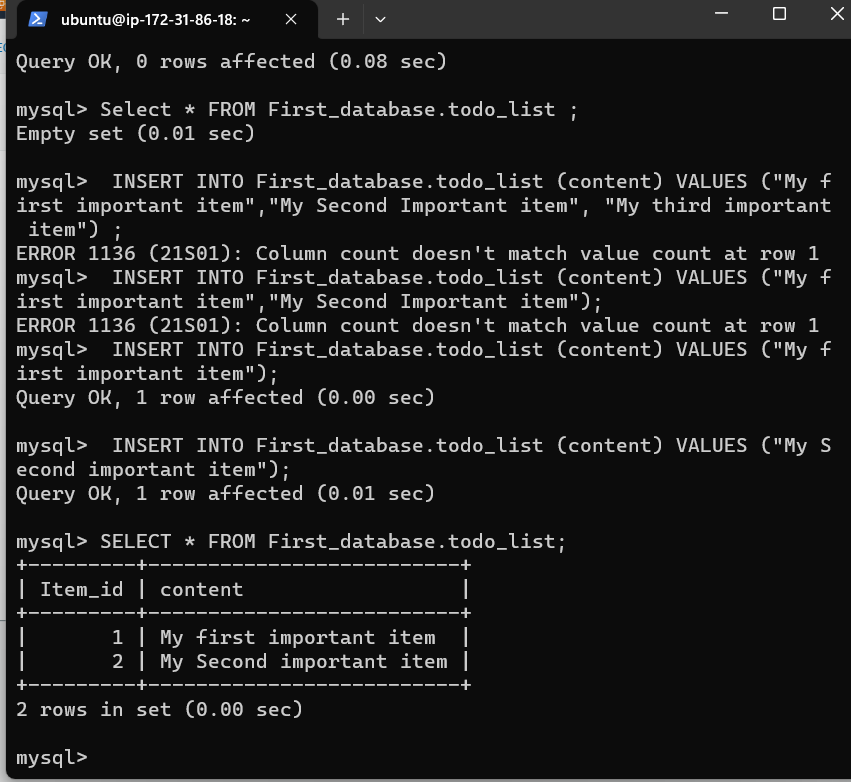 ubuntu@ip-172-31-86-18: ~
Query OK, 0 rows affected (0.08 sec)
mysql> Select * FROM First_database.todo_list ;
Empty set (0.01 sec)
mysql>  INSERT INTO First_database.todo_list (content) VALUES ("My f
irst important item","My Second Important item", "My third important
 item") ;
ERROR 1136 (21S01): Column count doesn't match value count at row 1
mysql>  INSERT INTO First_database.todo_list (content) VALUES ("My f
irst important item","My Second Important item");
ERROR 1136 (21S01): Column count doesn't match value count at row 1
mysql>  INSERT INTO First_database.todo_list (content) VALUES ("My f
irst important item");
Query OK, 1 row affected (0.00 sec)
mysql>  INSERT INTO First_database.todo_list (content) VALUES ("My S
econd important item");
Query OK, 1 row affected (0.01 sec)
mysql> SELECT * FROM First_database.todo_list;
+---------+--------------------------+
| Item_id | content                  |
+---------+--------------------------+
|       1 | My first important item  |
|       2 | My Second important item |
+---------+--------------------------+
2 rows in set (0.00 sec)
mysql>